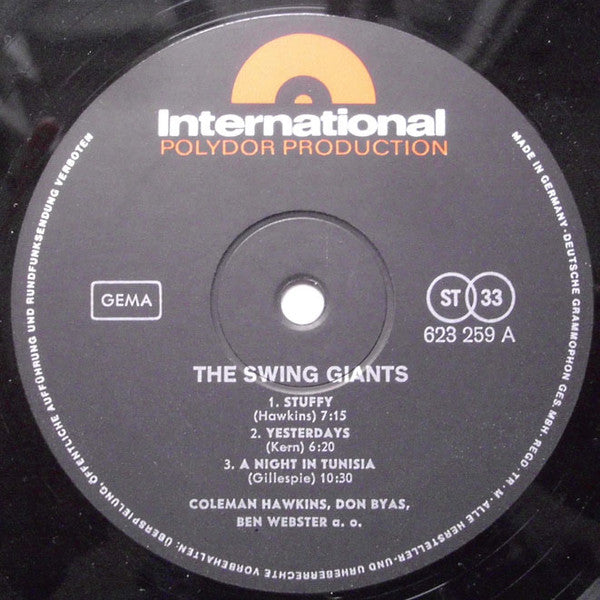 International
POLYDOR PRODUCTION
GEMA
ST 33
623 259 A
THE SWING GIANTS
1. STUFFY
(Hawkins) 7:15
2. YESTERDAYS
(Kern) 6:20
3. A NIGHT IN TUNISIA
(Gillespie) 10:30
COLEMAN HAWKINS, DON BYAS,
BEN WEBSTER a. o.
MADE IN GERMANY · DEUTSCHE GRAMMOPHON GES. MBH · REGD. TR. M. · ALLE HERSTELLER- UND URHEBERRECHTE VORBEHALTEN; ÜBERSPIELUNG, ÖFFENTLICHE AUFFÜHRUNG UND RUNDFUNKSENDUNG VERBOTEN